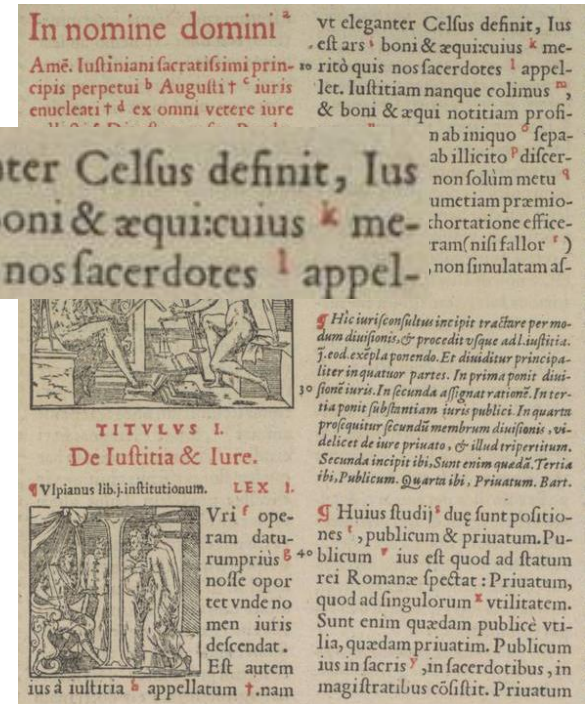 In nomine domini a
Amē. Iuſtiniani ſacratiſsimi prin-
cipis perpetui b Auguſti † c iuris
enucleati † d ex omni vetere iure
TITVLVS I.
De Iuſtitia & Iure.
¶ Vlpianus lib.j.inſtitutionum. LEX I.
Vri f ope-
ram datu-
rum priùs g
noſſe opor
tet vnde no
men iuris
deſcendat.
Eſt autem
ius à iuſtitia h appellatum †.nam
vt eleganter Celſus definit, Ius
eſt ars i boni & æqui:cuius k me-
10 ritò quis nos ſacerdotes l appel-
let. Iuſtitiam nanque colimus m,
& boni & æqui notitiam profi-
n ab iniquo o ſepa-
ab illicito p diſcer-
non ſolùm metu q
umetiam præmio-
hortatione effice-
ram(niſi fallor r )
,non ſimulatam af-
ter Celſus definit, Ius
oni & æqui:cuius k me-
nos ſacerdotes l appel-
¶ Hic iuriſconſultus incipit tractare per mo-
dum diuiſionis,& procedit vſque ad l.iuſtitia.
j.eod.exēpla ponendo. Et diuiditur principa-
liter in quatuor partes. In prima ponit diui-
30 ſionē iuris.In ſecunda aſſignat rationē. In ter-
tia ponit ſubſtantiam iuris publici. In quarta
proſequitur ſecundū membrum diuiſionis , vi-
delicet de iure priuato, & illud tripertitum.
Secunda incipit ibi,Sunt enim quædā.Tertia
ibi,Publicum. Quarta ibi, Priuatum. Bart.
¶ Huius ſtudij s duę ſunt poſitio-
nes t , publicum & priuatum. Pu-
40 blicum v ius eſt quod ad ſtatum
rei Romanæ ſpectat : Priuatum,
quod ad ſingulorum x vtilitatem.
Sunt enim quædam publicè vti-
lia, quædam priuatim. Publicum
ius in ſacris y , in ſacerdotibus , in
magiſtratibus cōſiſtit. Priuatum